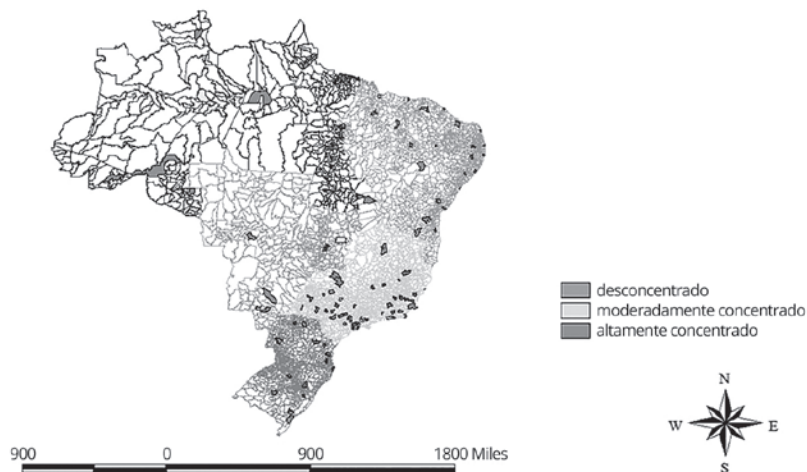 desconcentrado
moderadamente concentrado
altamente concentrado
N
W E
S
900 0 900 1800 Miles